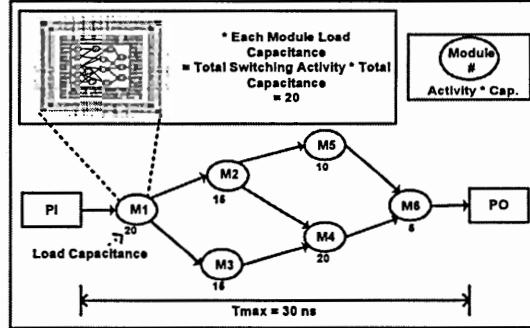 * Each Module Load
Capacitance
= Total Switching Activity * Total
Capacitance
= 20
Module
#
Activity * Cap.
M5
10
M2
15
PI
M1
20
M6
5
PO
M4
20
Load Capacitance
M3
15
Tmax = 30 ns